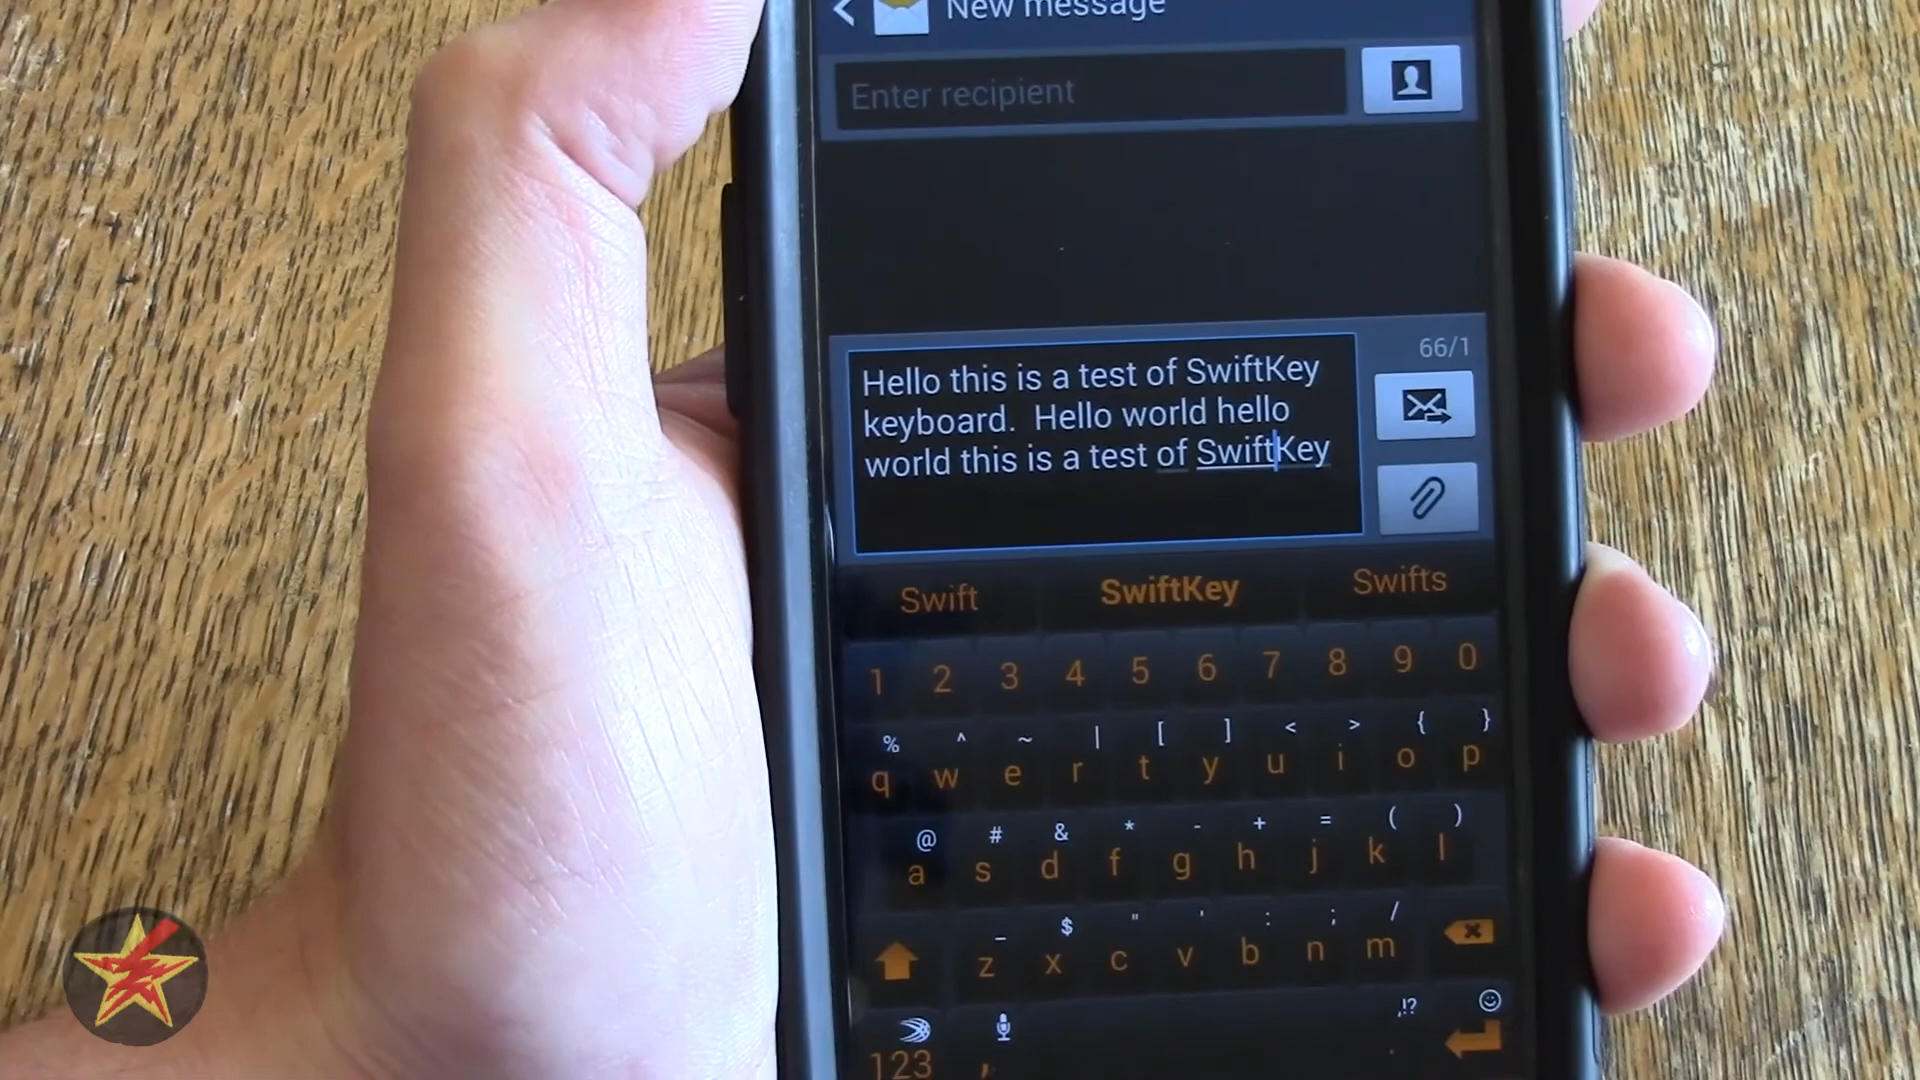 New message
Enter recipient
66/1
Hello this is a test of SwiftKey
keyboard.  Hello world hello
world this is a test of SwiftKey
Swift SwiftKey Swifts
1 2 3 4 5 6 7 8 9 0
% ^ ~ | [ ] < > { }
q w e r t y u i o p
@ # & * - + = ( )
a s d f g h j k l
_ $ " ' : ; /
z x c v b n m
,!?
123 , .